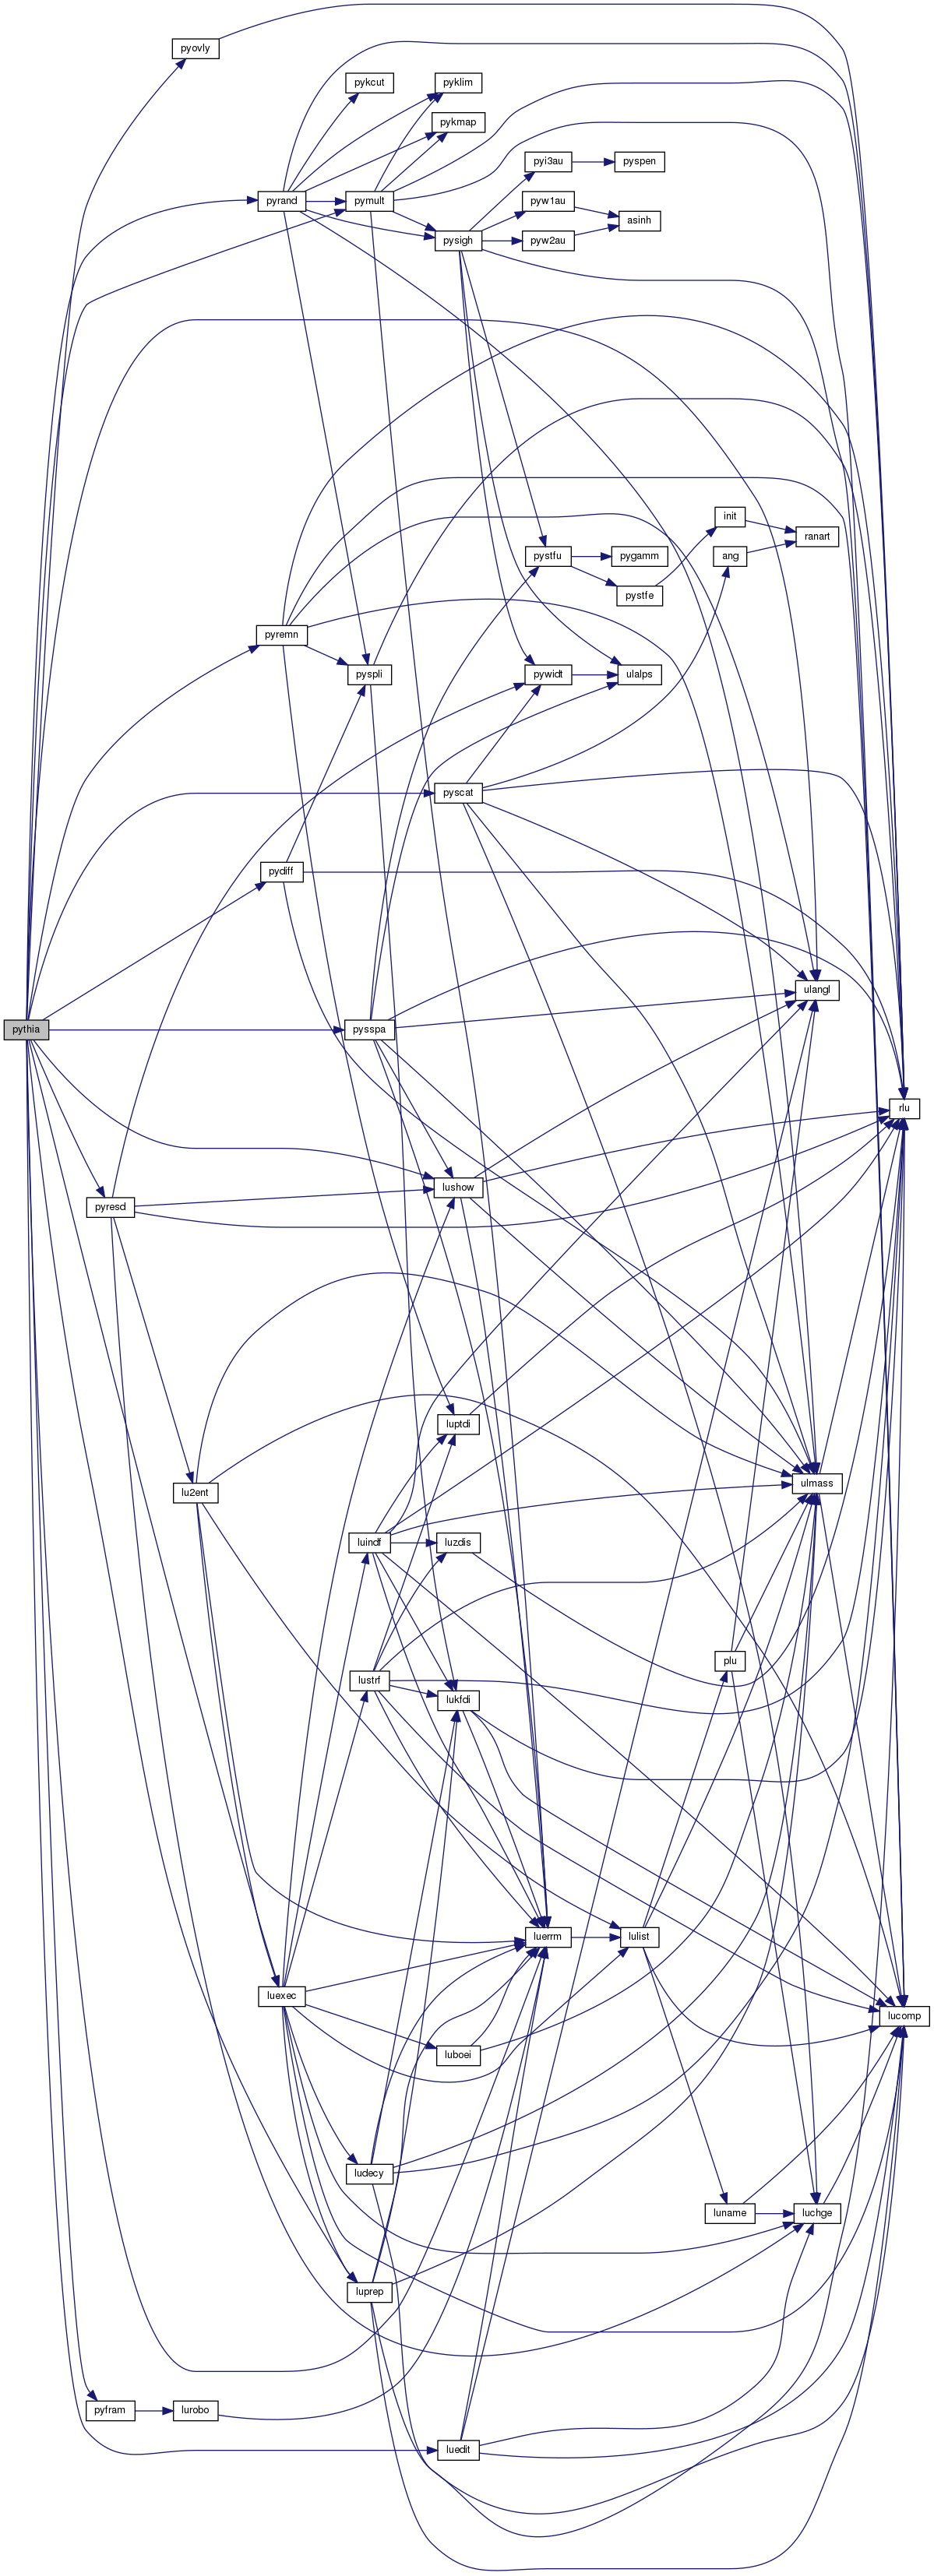 pyovly
pykcut
pyklim
pykmap
pyi3au
pyspen
pyrand
pymult
pyw1au
asinh
pysigh
pyw2au
init
ranart
pystfu
pygamm
ang
pystfe
pyremn
pyspli
pywidt
ulalps
pyscat
pydiff
ulangl
pythia
pysspa
rlu
lushow
pyresd
luptdi
ulmass
lu2ent
luindf
luzdis
plu
lustrf
lukfdi
luerrm
lulist
luexec
lucomp
luboei
ludecy
luname
luchge
luprep
pyfram
lurobo
luedit